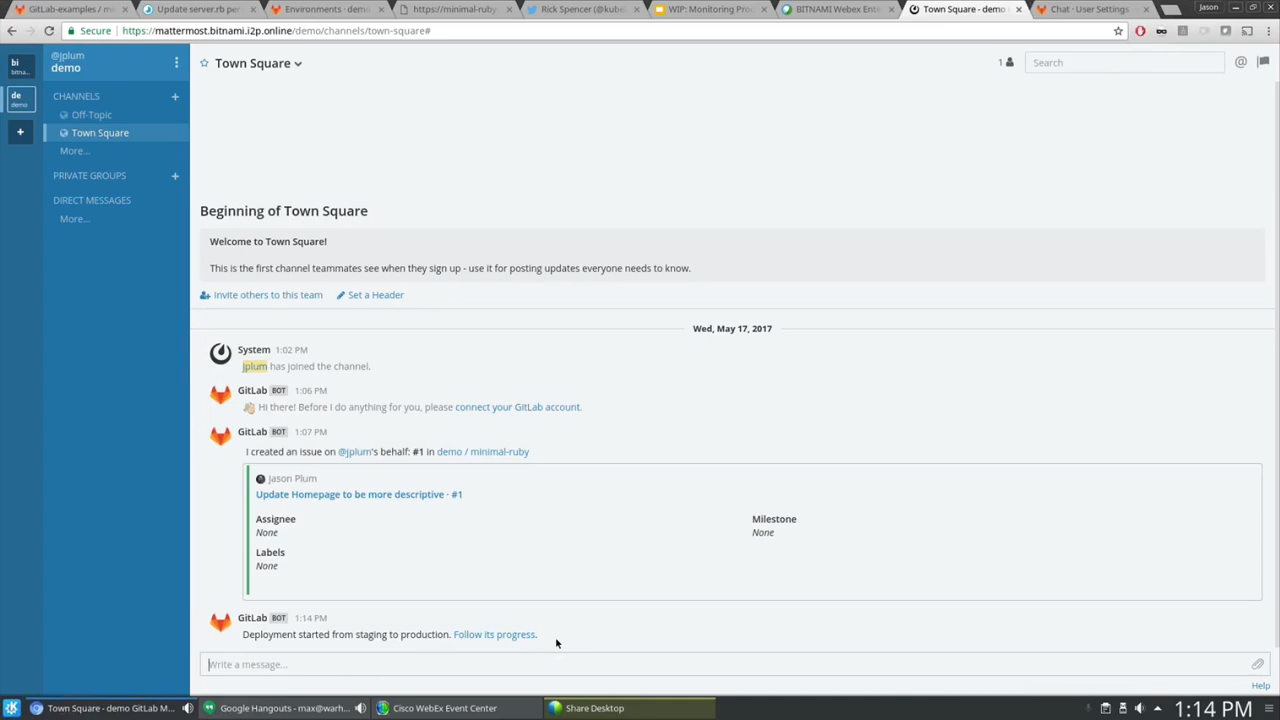 GitLab-examples / mi
Update server.rb per
Environments · demo
https://minimal-ruby
Rick Spencer (@kube
WIP: Monitoring Pro
BITNAMI Webex Ente
Town Square - demo
Chat · User Settings
Jason
Secure
https://mattermost.bitnami.i2p.online/demo/channels/town-square#
bi
bitna...
de
demo
@jplum
demo
CHANNELS
Off-Topic
Town Square
More...
PRIVATE GROUPS
DIRECT MESSAGES
More...
Town Square
1
Search
@
Beginning of Town Square
Welcome to Town Square!
This is the first channel teammates see when they sign up - use it for posting updates everyone needs to know.
Invite others to this team
Set a Header
Wed, May 17, 2017
System 1:02 PM
jplum has joined the channel.
GitLab BOT 1:06 PM
Hi there! Before I do anything for you, please connect your GitLab account.
GitLab BOT 1:07 PM
I created an issue on @jplum's behalf: #1 in demo / minimal-ruby
Jason Plum
Update Homepage to be more descriptive · #1
Assignee
None
Milestone
None
Labels
None
GitLab BOT 1:14 PM
Deployment started from staging to production. Follow its progress.
Write a message...
Help
Town Square - demo GitLab M...
Google Hangouts - max@warh...
Cisco WebEx Event Center
Share Desktop
1:14 PM